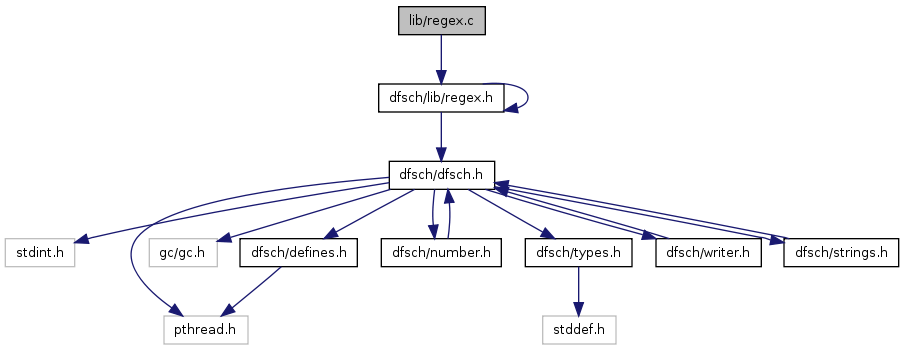 lib/regex.c
dfsch/lib/regex.h
dfsch/dfsch.h
stdint.h
gc/gc.h
dfsch/defines.h
dfsch/number.h
dfsch/types.h
dfsch/writer.h
dfsch/strings.h
pthread.h
stddef.h